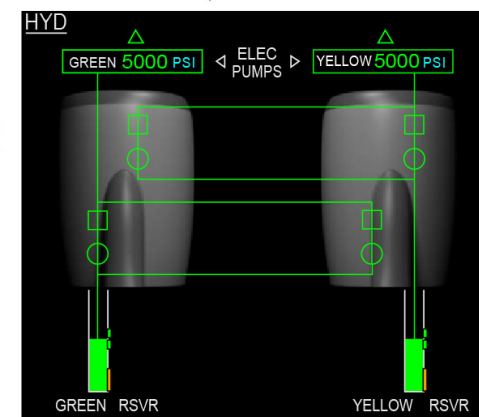 HYD
GREEN 5000 PSI
ELEC
PUMPS
YELLOW 5000 PSI
GREEN RSVR
YELLOW RSVR